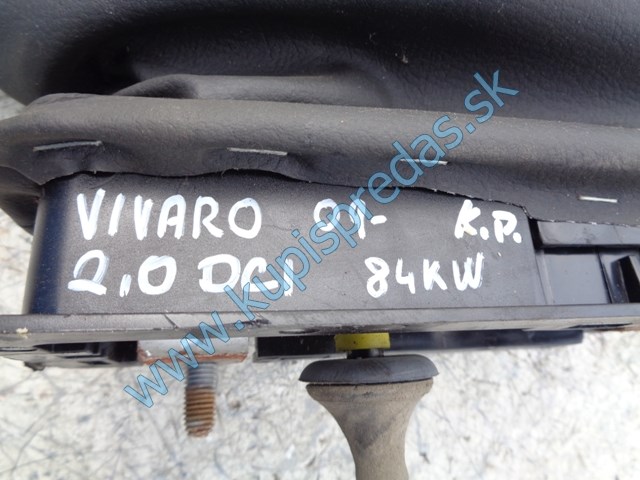 VIVARO 01- K.P.
2,0 DCI 84KW
www.kupispredas.sk